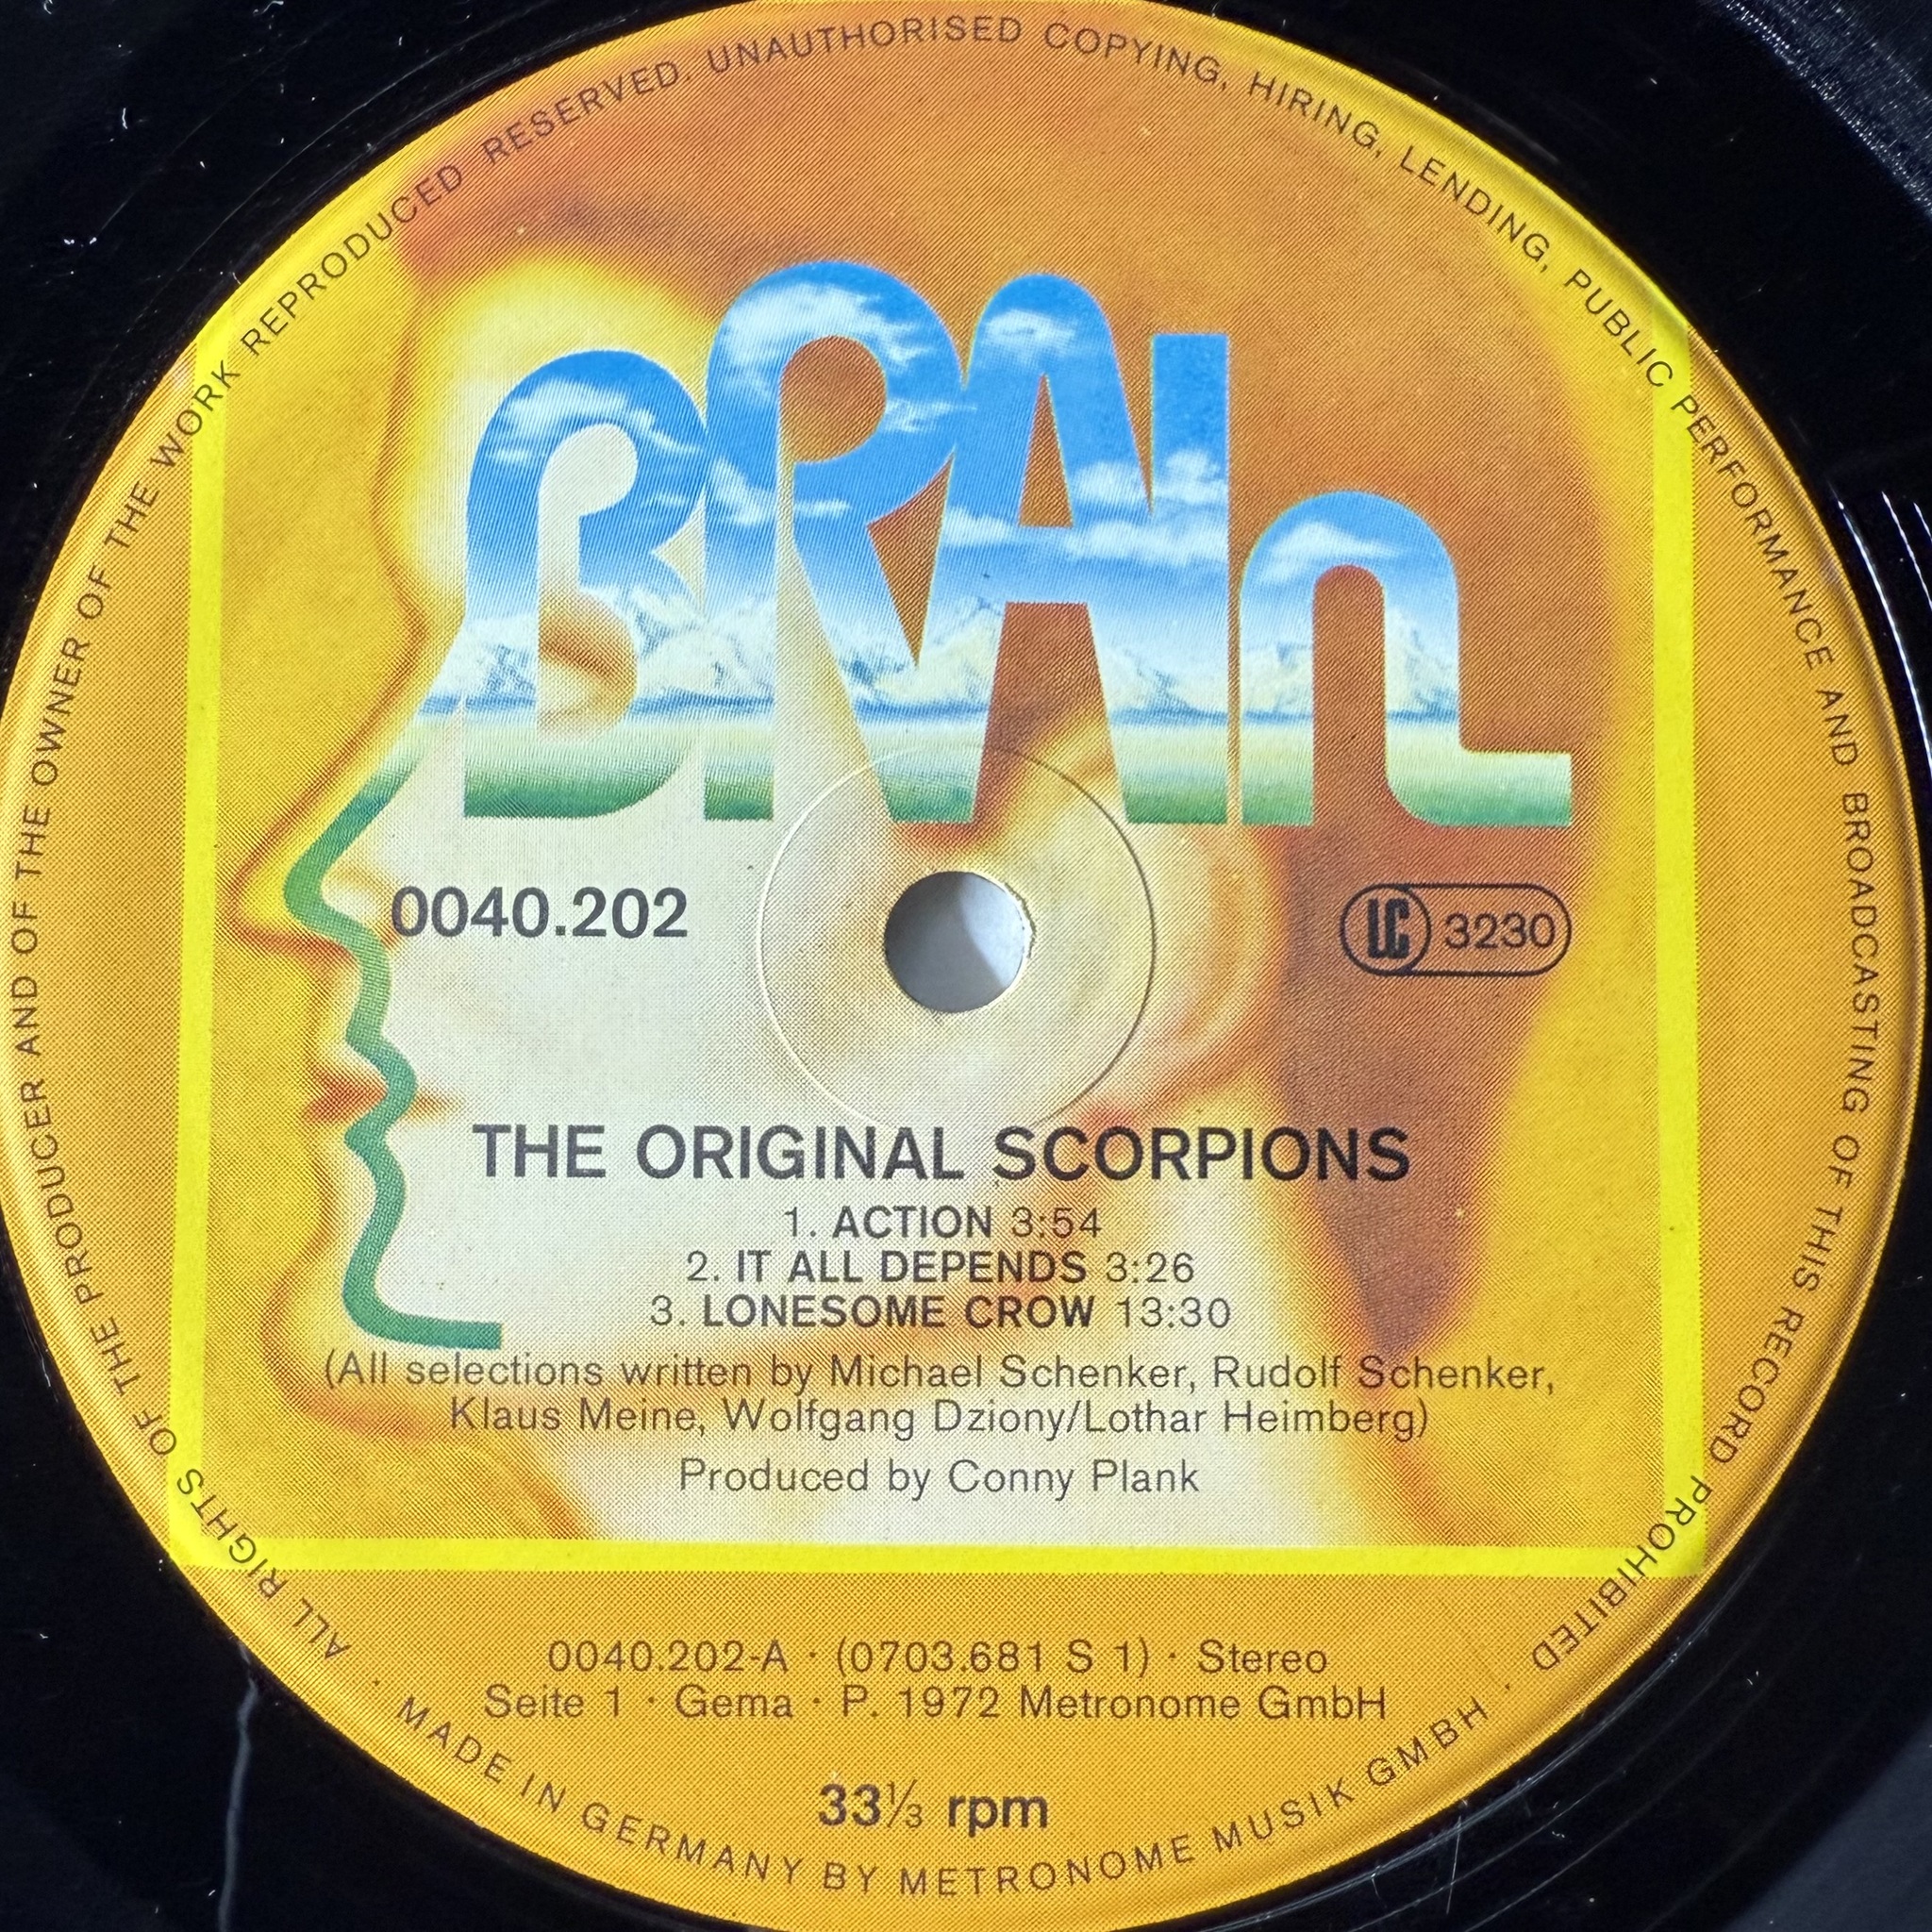 BRAIn
0040.202
LC 3230
THE ORIGINAL SCORPIONS
1. ACTION 3:54
2. IT ALL DEPENDS 3:26
3. LONESOME CROW 13:30
(All selections written by Michael Schenker, Rudolf Schenker,
Klaus Meine, Wolfgang Dziony/Lothar Heimberg)
Produced by Conny Plank
0040.202-A · (0703.681 S 1) · Stereo
Seite 1 · Gema · P. 1972 Metronome GmbH
33⅓ rpm
ALL RIGHTS OF THE PRODUCER AND OF THE OWNER OF THE WORK REPRODUCED RESERVED. UNAUTHORISED COPYING, HIRING, LENDING, PUBLIC PERFORMANCE AND BROADCASTING OF THIS RECORD PROHIBITED · MADE IN GERMANY BY METRONOME MUSIK GMBH ·